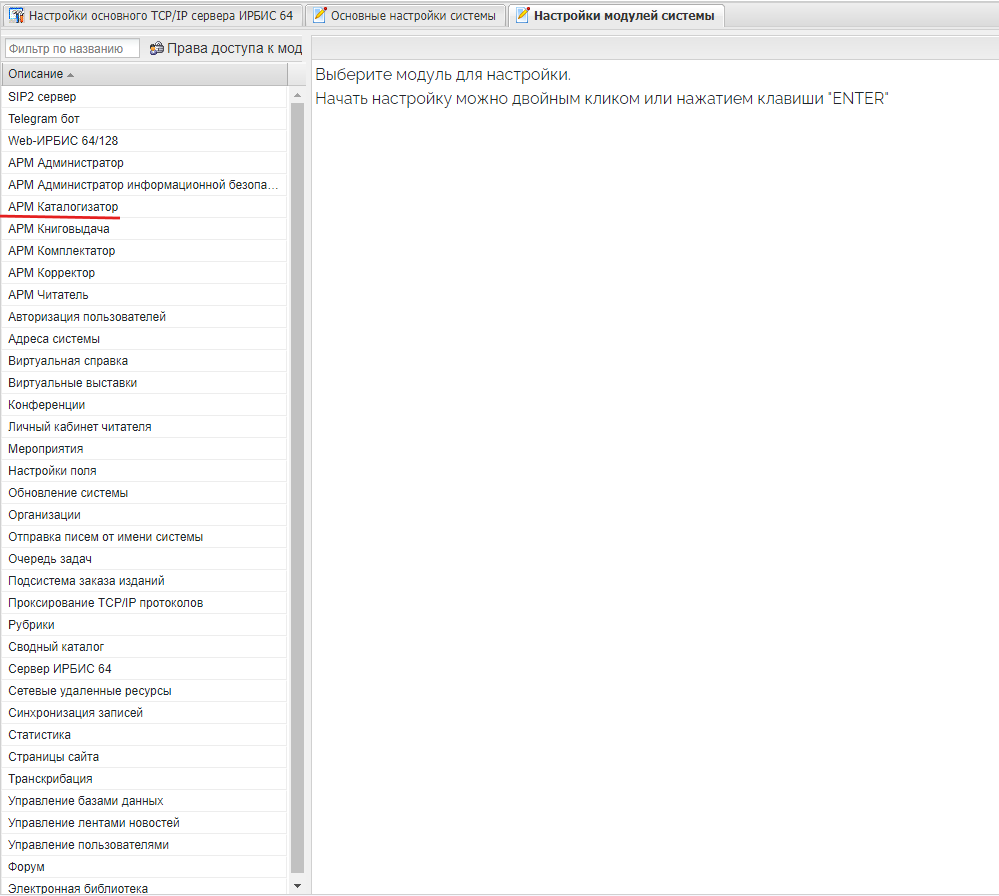 Настройки основного TCP/IP сервера ИРБИС 64
Основные настройки системы
Настройки модулей системы
Фильтр по названию
Права доступа к мод
Описание
SIP2 сервер
Telegram бот
Web-ИРБИС 64/128
АРМ Администратор
АРМ Администратор информационной безопа...
АРМ Каталогизатор
АРМ Книговыдача
АРМ Комплектатор
АРМ Корректор
АРМ Читатель
Авторизация пользователей
Адреса системы
Виртуальная справка
Виртуальные выставки
Конференции
Личный кабинет читателя
Мероприятия
Настройки поля
Обновление системы
Организации
Отправка писем от имени системы
Очередь задач
Подсистема заказа изданий
Проксирование TCP/IP протоколов
Рубрики
Сводный каталог
Сервер ИРБИС 64
Сетевые удаленные ресурсы
Синхронизация записей
Статистика
Страницы сайта
Транскрибация
Управление базами данных
Управление лентами новостей
Управление пользователями
Форум
Электронная библиотека
Выберите модуль для настройки.
Начать настройку можно двойным кликом или нажатием клавиши "ENTER"